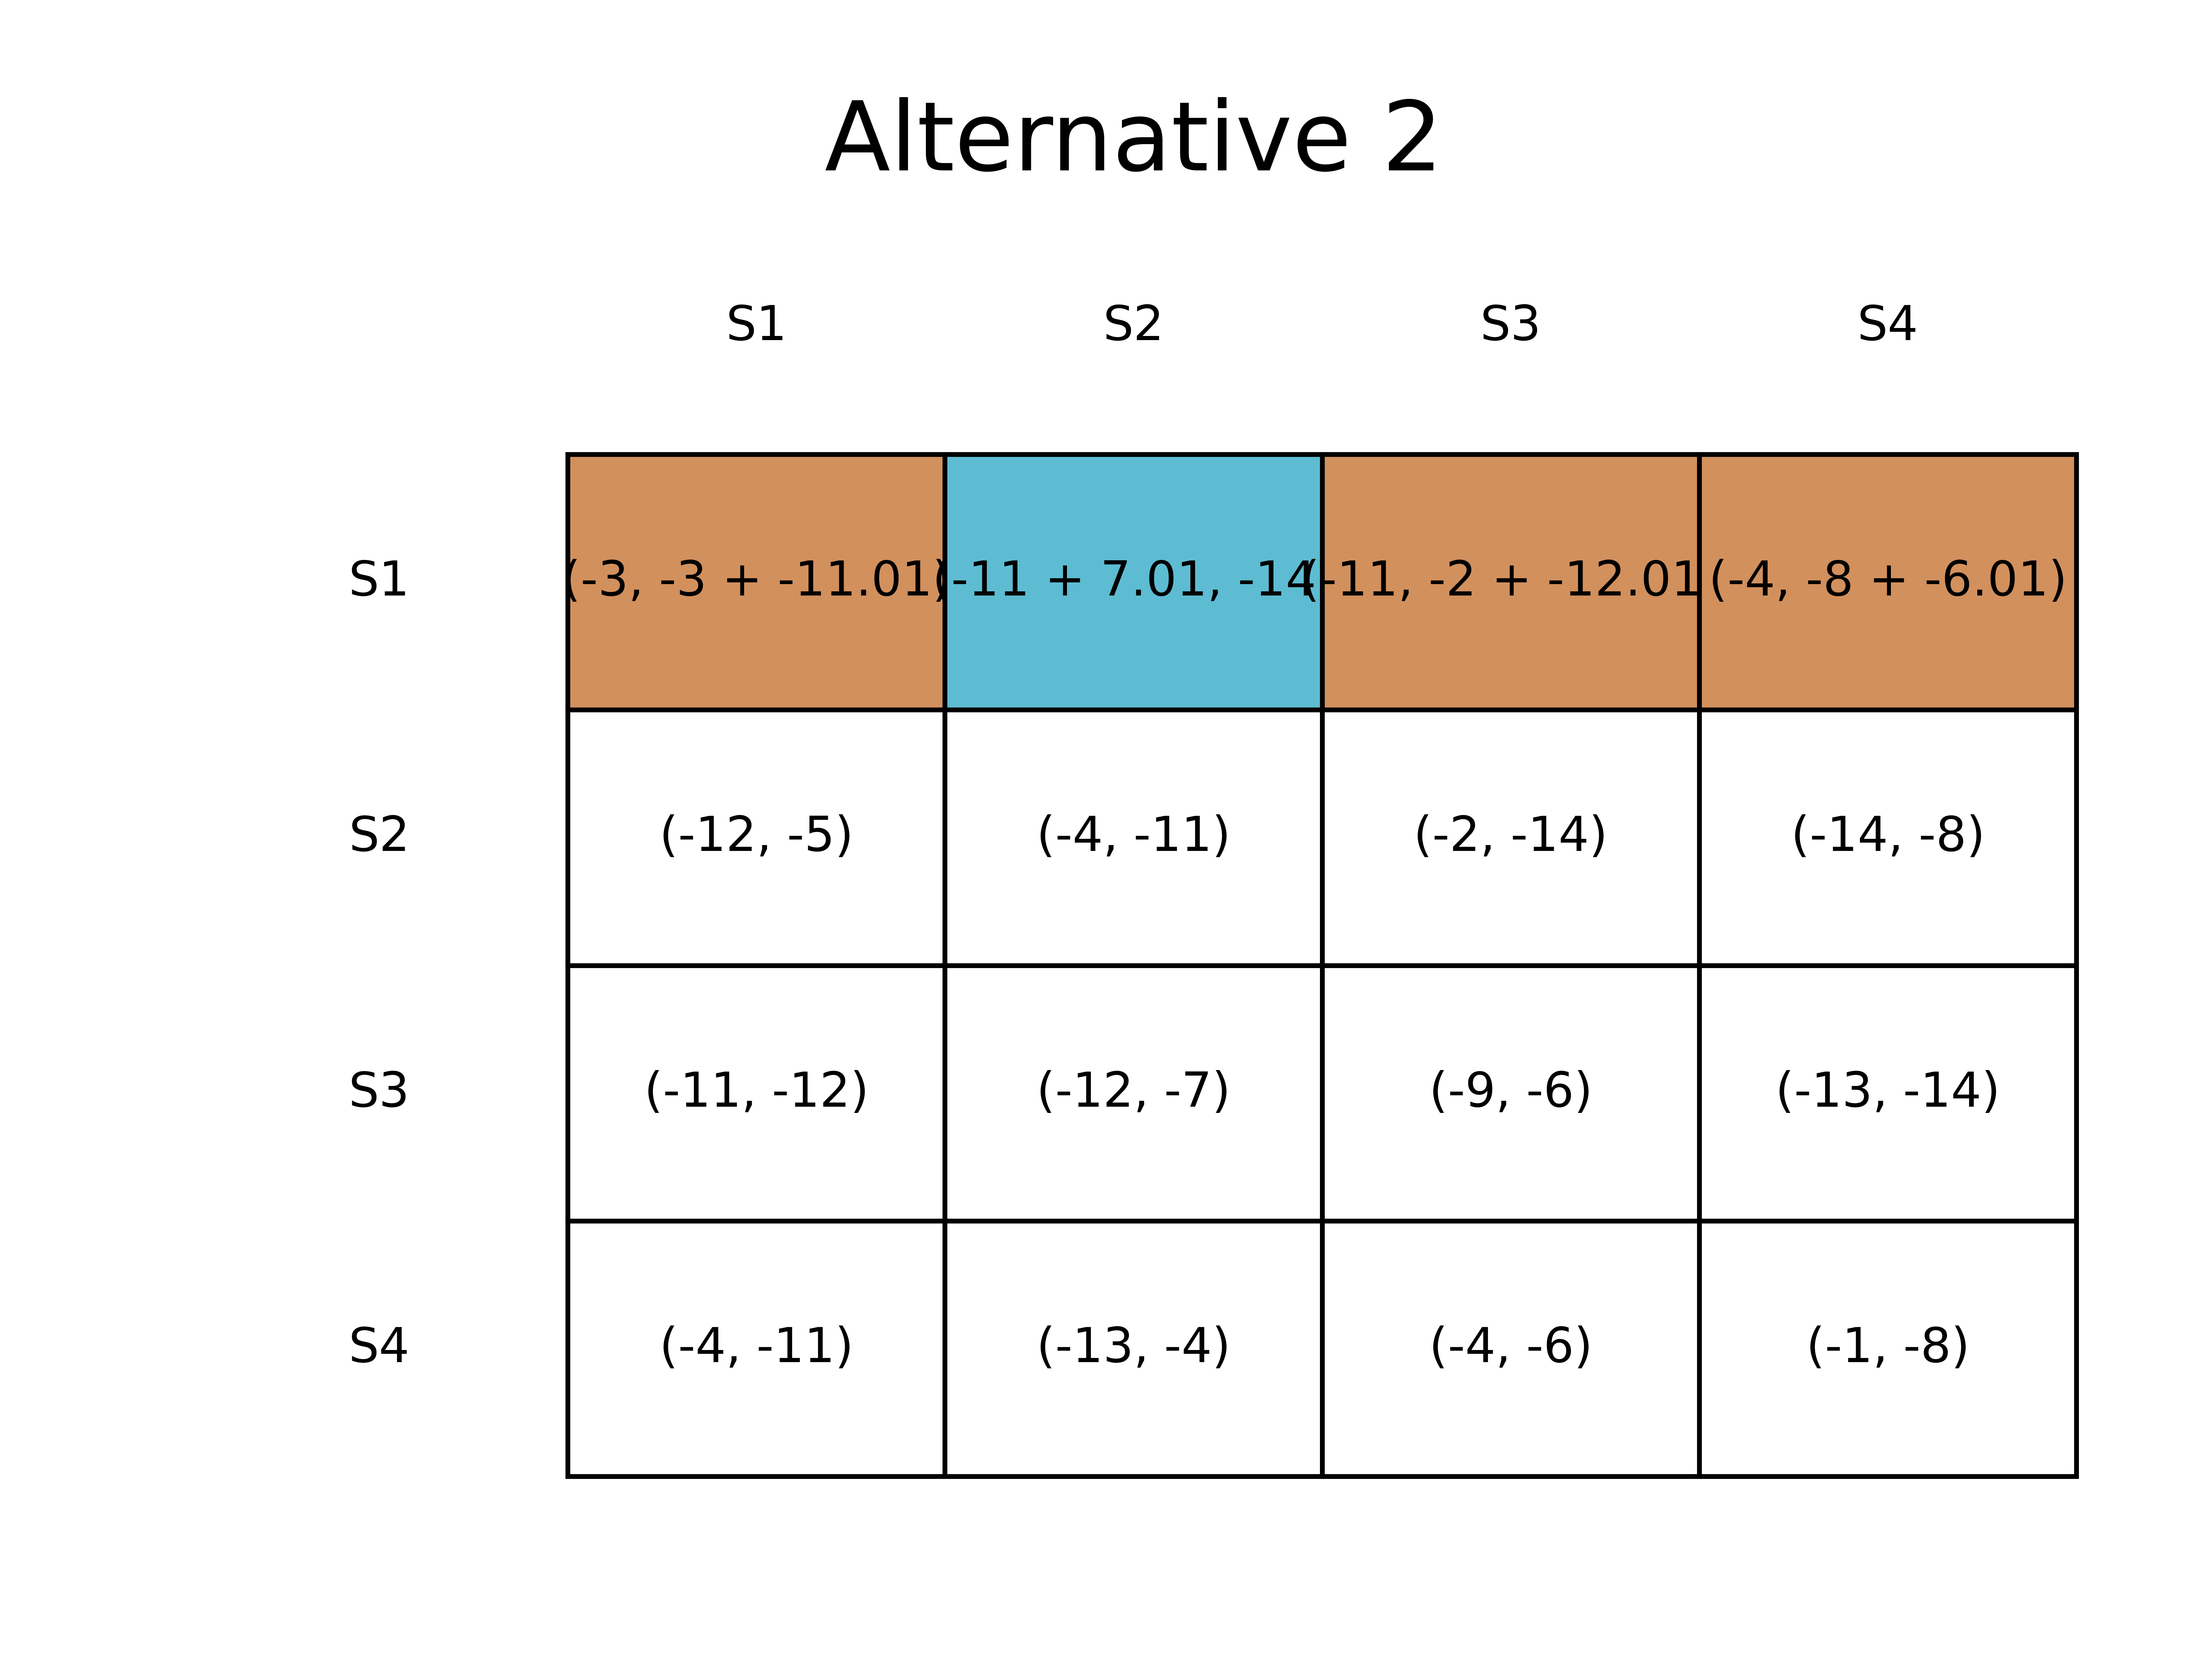 Alternative 2
S1 S2 S3 S4
S1 (-3, -3 + -11.01) (-11 + 7.01, -14 (-11, -2 + -12.01 (-4, -8 + -6.01)
S2 (-12, -5) (-4, -11) (-2, -14) (-14, -8)
S3 (-11, -12) (-12, -7) (-9, -6) (-13, -14)
S4 (-4, -11) (-13, -4) (-4, -6) (-1, -8)